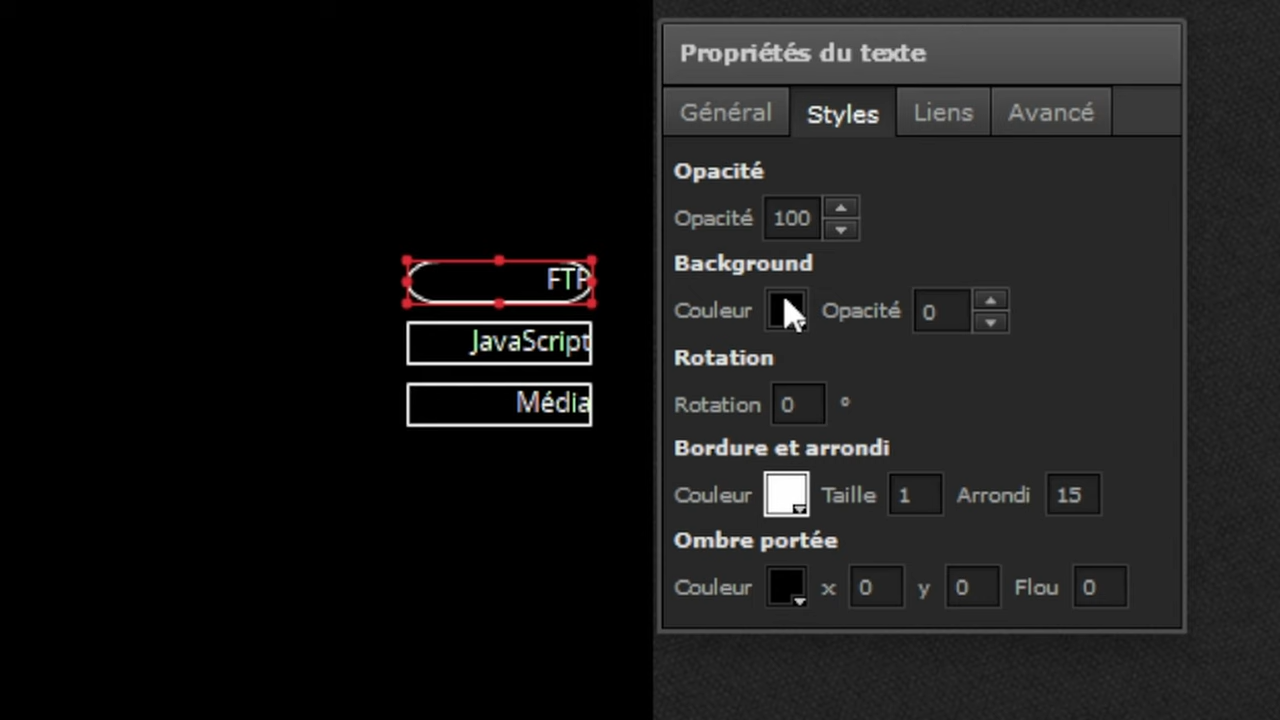 FTP
JavaScript
Média
Propriétés du texte
Général Styles Liens Avancé
Opacité
Opacité 100
Background
Couleur Opacité 0
Rotation
Rotation 0 °
Bordure et arrondi
Couleur Taille 1 Arrondi 15
Ombre portée
Couleur x 0 y 0 Flou 0